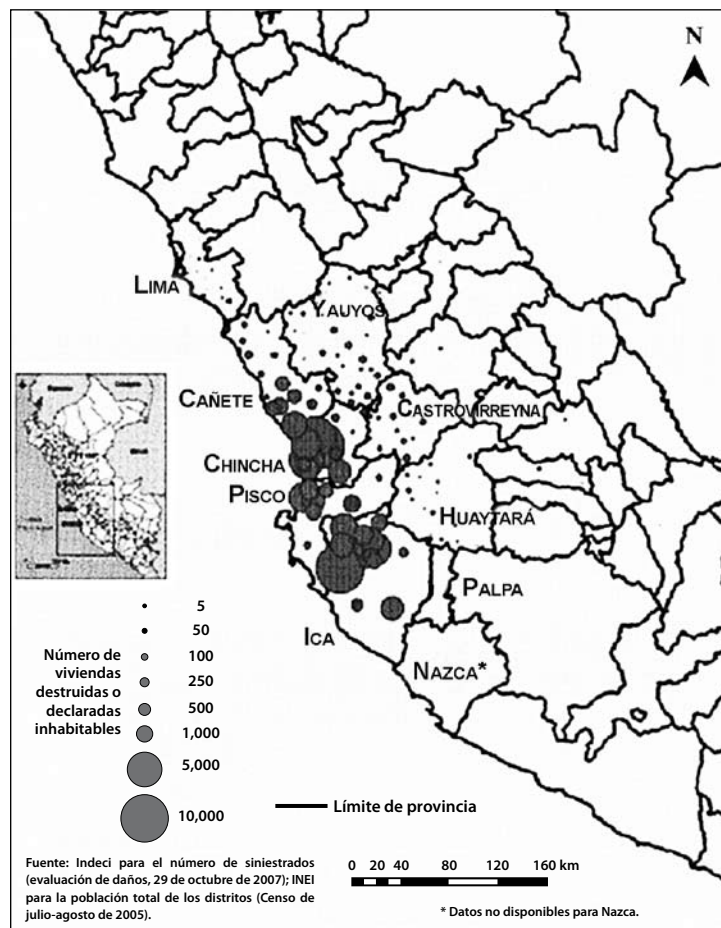 N
LIMA
YAUYOS
CAÑETE
CASTROVIRREYNA
CHINCHA
PISCO
HUAYTARÁ
PALPA
ICA
NAZCA*
Número de
viviendas
destruidas o
declaradas
inhabitables
5
50
100
250
500
1,000
5,000
10,000
Límite de provincia
Fuente: Indeci para el número de siniestrados
(evaluación de daños, 29 de octubre de 2007); INEI
para la población total de los distritos (Censo de
julio-agosto de 2005).
0 20 40 80 120 160 km
* Datos no disponibles para Nazca.